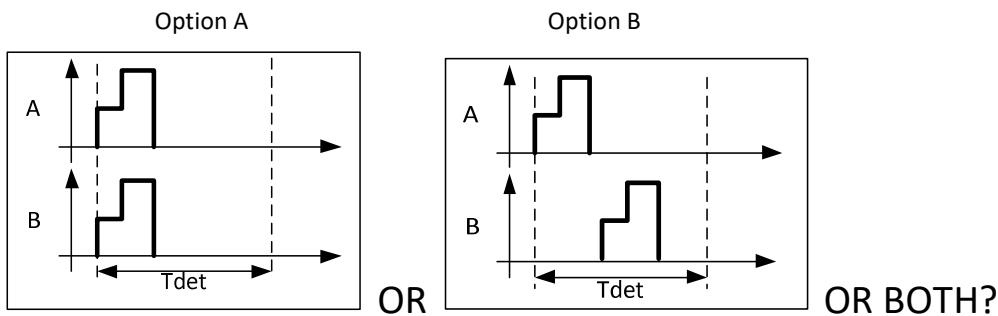 Option A
Option B
A
B
Tdet
OR
A
B
Tdet
OR BOTH?